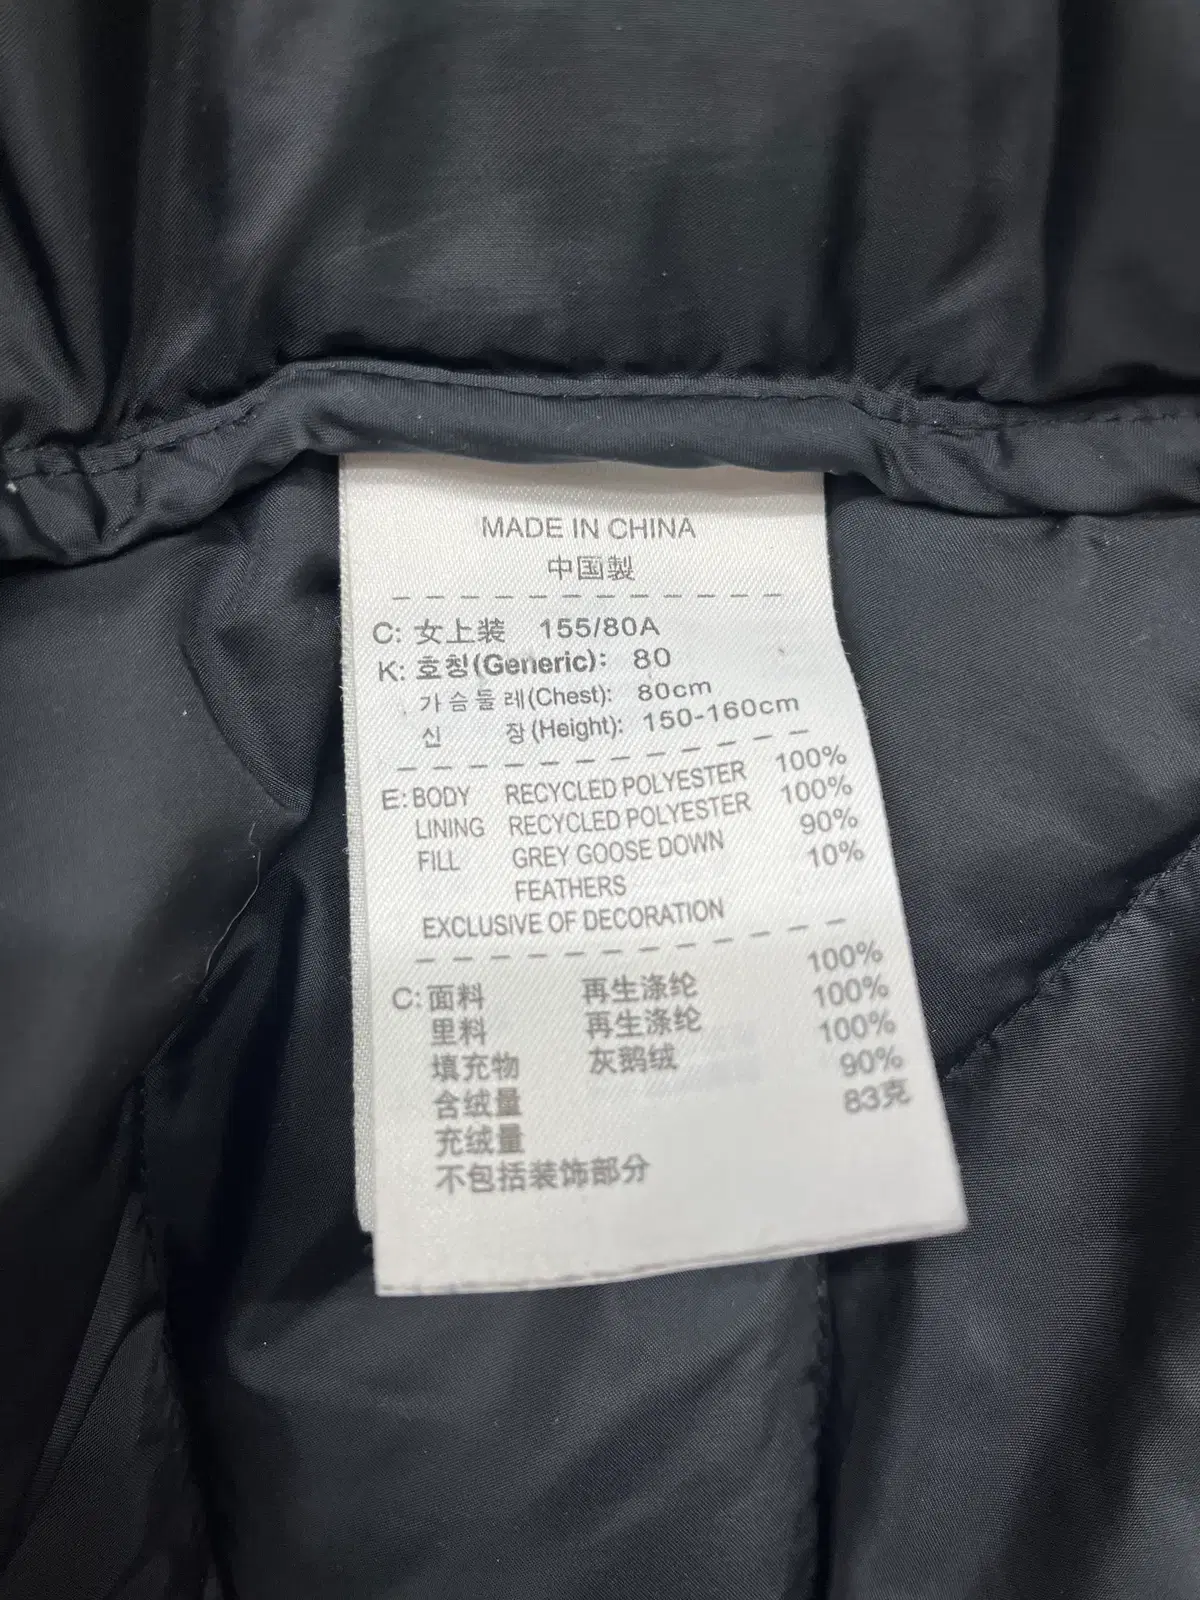 MADE IN CHINA
中国製
C: 女上装 155/80A
K: 호칭(Generic): 80
가슴둘레(Chest): 80cm
신 장(Height): 150-160cm
E: BODY RECYCLED POLYESTER 100%
LINING RECYCLED POLYESTER 100%
FILL GREY GOOSE DOWN 90%
FEATHERS 10%
EXCLUSIVE OF DECORATION
C: 面料 再生涤纶 100%
里料 再生涤纶 100%
填充物 灰鹅绒 100%
含绒量 90%
充绒量 83克
不包括装饰部分